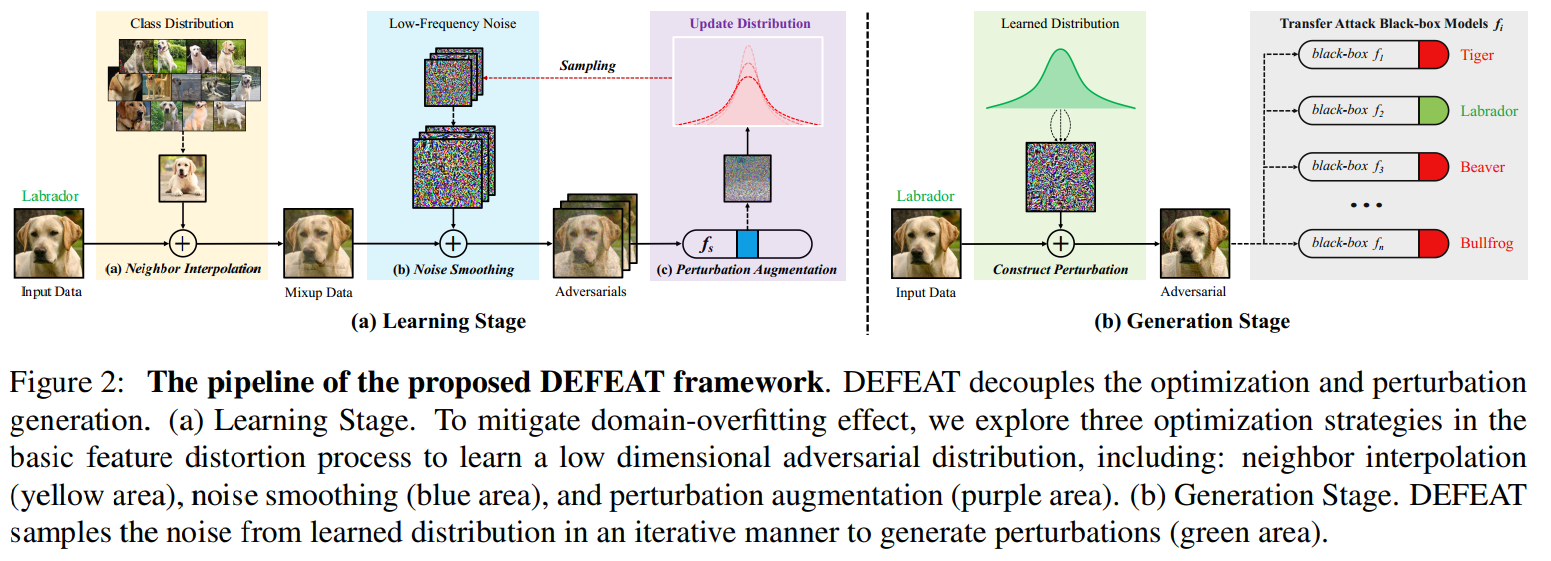 Class Distribution
Low-Frequency Noise
Update Distribution
Sampling
Labrador
Input Data
(a) Neighbor Interpolation
Mixup Data
(b) Noise Smoothing
Adversarials
fs
(c) Perturbation Augmentation
(a) Learning Stage
Learned Distribution
Transfer Attack Black-box Models fi
black-box f1
Tiger
black-box f2
Labrador
black-box f3
Beaver
•••
black-box fn
Bullfrog
Labrador
Input Data
Construct Perturbation
Adversarial
(b) Generation Stage
Figure 2: The pipeline of the proposed DEFEAT framework. DEFEAT decouples the optimization and perturbation
generation. (a) Learning Stage. To mitigate domain-overfitting effect, we explore three optimization strategies in the
basic feature distortion process to learn a low dimensional adversarial distribution, including: neighbor interpolation
(yellow area), noise smoothing (blue area), and perturbation augmentation (purple area). (b) Generation Stage. DEFEAT
samples the noise from learned distribution in an iterative manner to generate perturbations (green area).